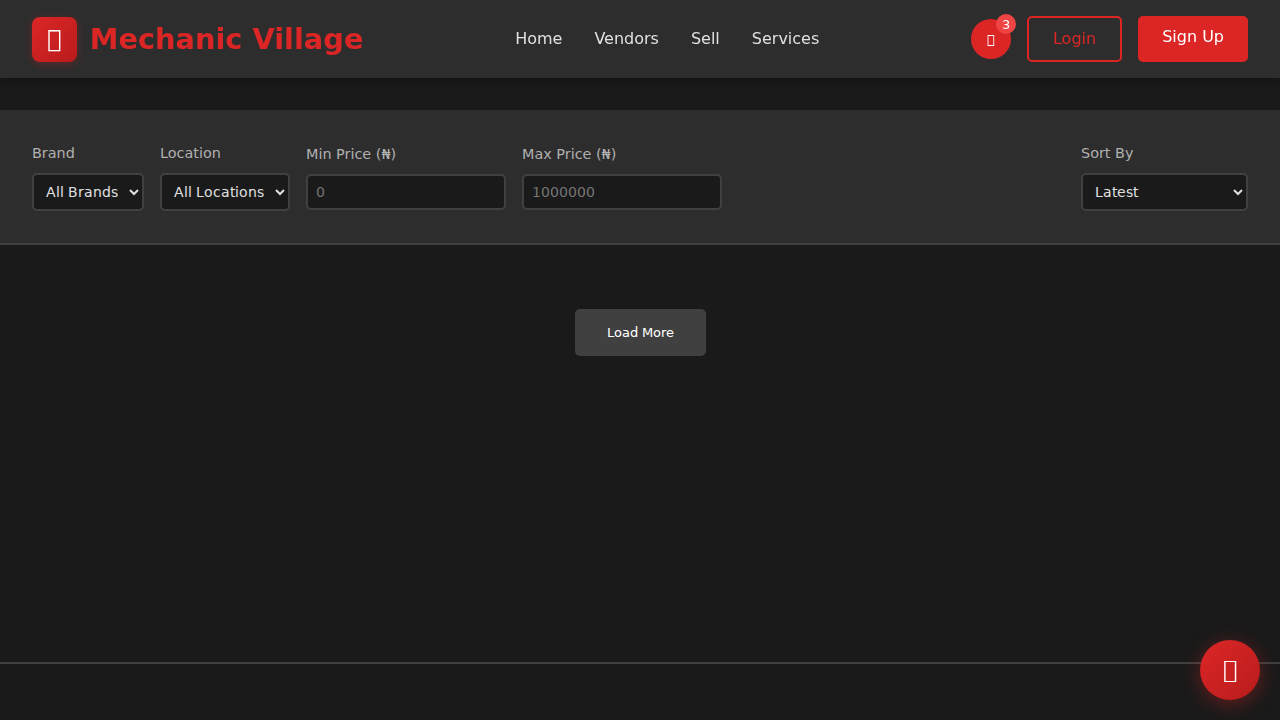 Mechanic Village
Home
Vendors
Sell
Services
3
Login
Sign Up
Brand
Location
Min Price (₦)
Max Price (₦)
Sort By
All Brands
All Locations
0
1000000
Latest
Load More